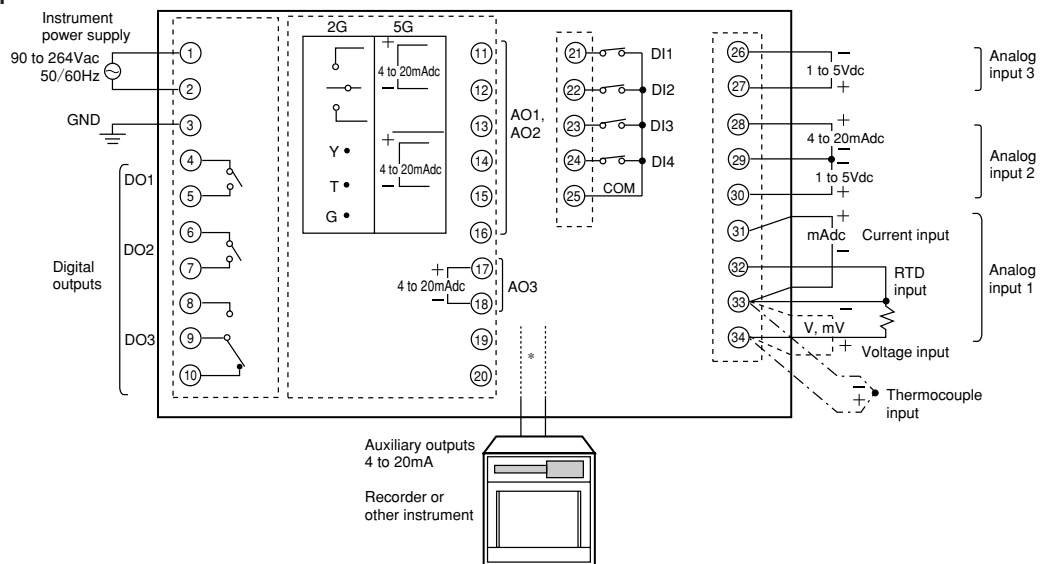 Instrument
power supply
90 to 264Vac
50/60Hz
GND
1
2
3
4
5
6
7
8
9
10
DO1
DO2
DO3
Digital
outputs
2G 5G
+
4 to 20mAdc
−
+
4 to 20mAdc
−
Y
T
G
11
12
13
14
15
16
AO1,
AO2
+
4 to 20mAdc
−
17
18
AO3
19
20
*
21 DI1
22 DI2
23 DI3
24 DI4
25 COM
26
27
28
29
30
31
32
33
34
−
1 to 5Vdc
+
Analog
input 3
+
4 to 20mAdc
−
−
1 to 5Vdc
+
Analog
input 2
+
mAdc
−
Current input
RTD
input
−
V, mV
+
Voltage input
Analog
input 1
−
+
Thermocouple
input
Auxiliary outputs
4 to 20mA
Recorder or
other instrument